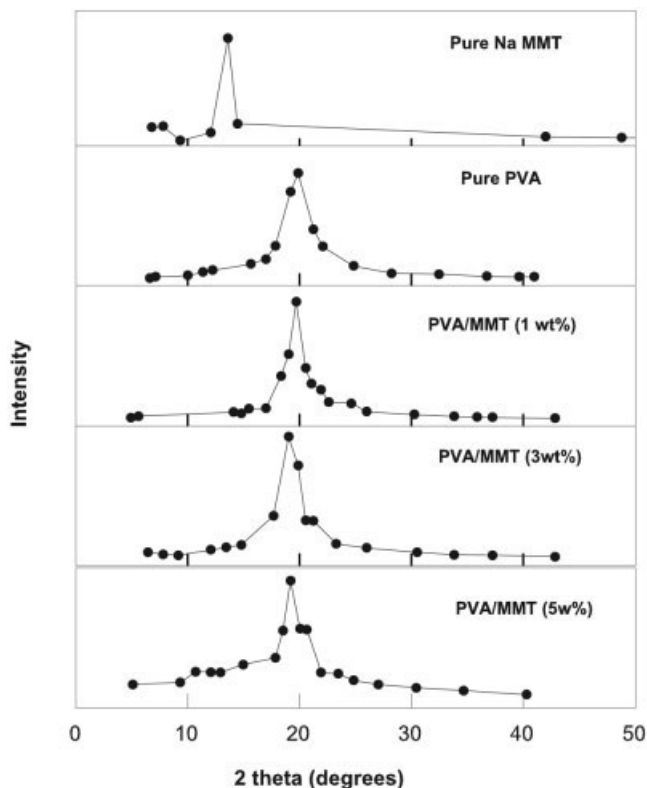 Pure Na MMT
Pure PVA
PVA/MMT (1 wt%)
PVA/MMT (3wt%)
PVA/MMT (5w%)
Intensity
0 10 20 30 40 50
2 theta (degrees)